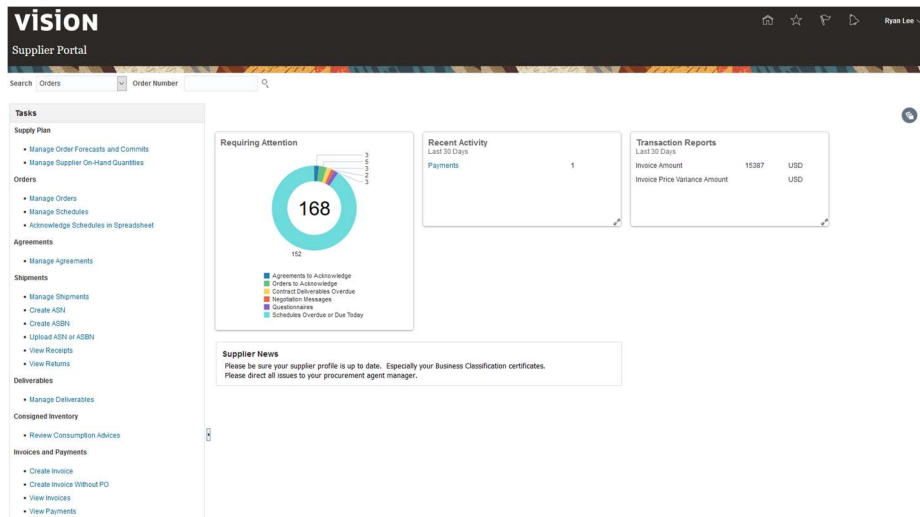 VISION
Ryan Lee
Supplier Portal
Search Orders Order Number
Tasks
Supply Plan
Manage Order Forecasts and Commits
Manage Supplier On-Hand Quantities
Orders
Manage Orders
Manage Schedules
Acknowledge Schedules in Spreadsheet
Agreements
Manage Agreements
Shipments
Manage Shipments
Create ASN
Create ASBN
Upload ASN or ASBN
View Receipts
View Returns
Deliverables
Manage Deliverables
Consigned Inventory
Review Consumption Advices
Invoices and Payments
Create Invoice
Create Invoice Without PO
View Invoices
View Payments
Requiring Attention
3
5
3
2
3
168
152
Agreements to Acknowledge
Orders to Acknowledge
Contract Deliverables Overdue
Negotiation Messages
Questionnaires
Schedules Overdue or Due Today
Recent Activity
Last 30 Days
Payments 1
Transaction Reports
Last 30 Days
Invoice Amount 15387 USD
Invoice Price Variance Amount USD
Supplier News
Please be sure your supplier profile is up to date. Especially your Business Classification certificates.
Please direct all issues to your procurement agent manager.